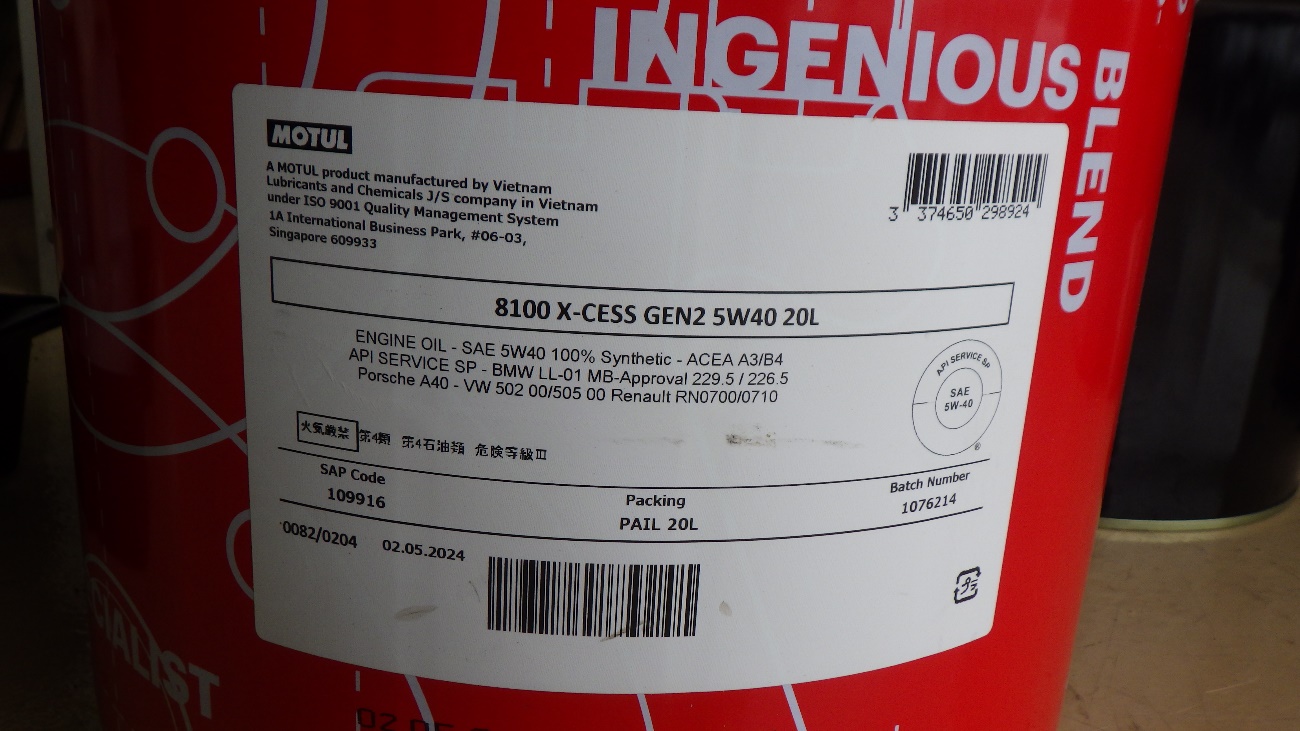 INGENIOUS
BLEND
MOTUL
A MOTUL product manufactured by Vietnam
Lubricants and Chemicals J/S company in Vietnam
under ISO 9001 Quality Management System
1A International Business Park, #06-03,
Singapore 609933
3 374650 298924
8100 X-CESS GEN2 5W40 20L
ENGINE OIL - SAE 5W40 100% Synthetic - ACEA A3/B4
API SERVICE SP - BMW LL-01 MB-Approval 229.5 / 226.5
Porsche A40 - VW 502 00/505 00 Renault RN0700/0710
API SERVICE SP
SAE
5W-40
®
火気厳禁 第4類 第4石油類 危険等級Ⅲ
SAP Code
109916
Packing
PAIL 20L
Batch Number
1076214
0082/0204 02.05.2024
CIALIST